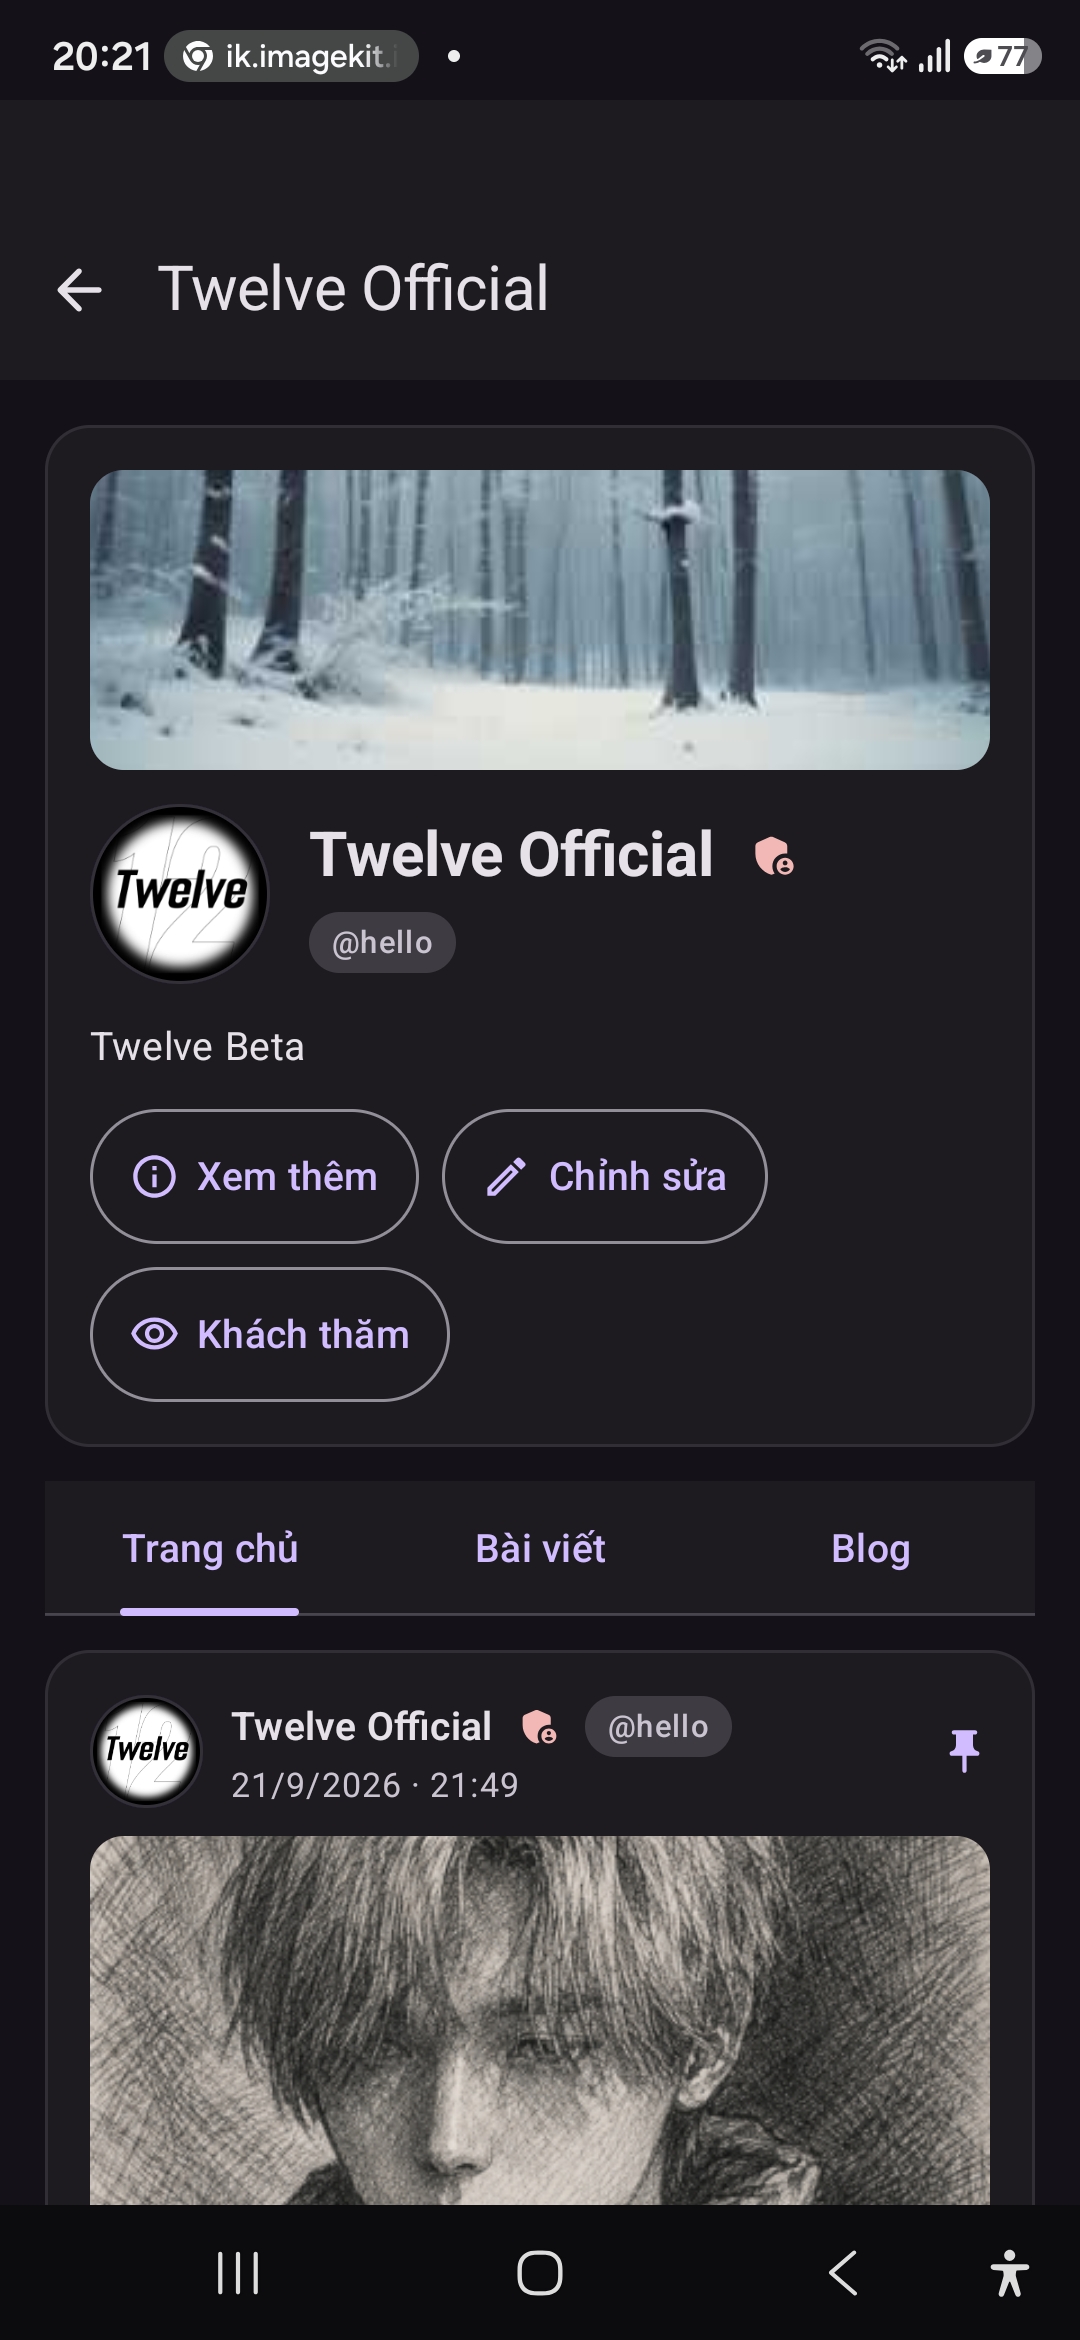 20:21 ik.imagekit.i 77
Twelve Official
Twelve Official
Twelve
@hello
Twelve Beta
Xem thêm Chỉnh sửa
Khách thăm
Trang chủ Bài viết Blog
Twelve Twelve Official @hello
21/9/2026 · 21:49